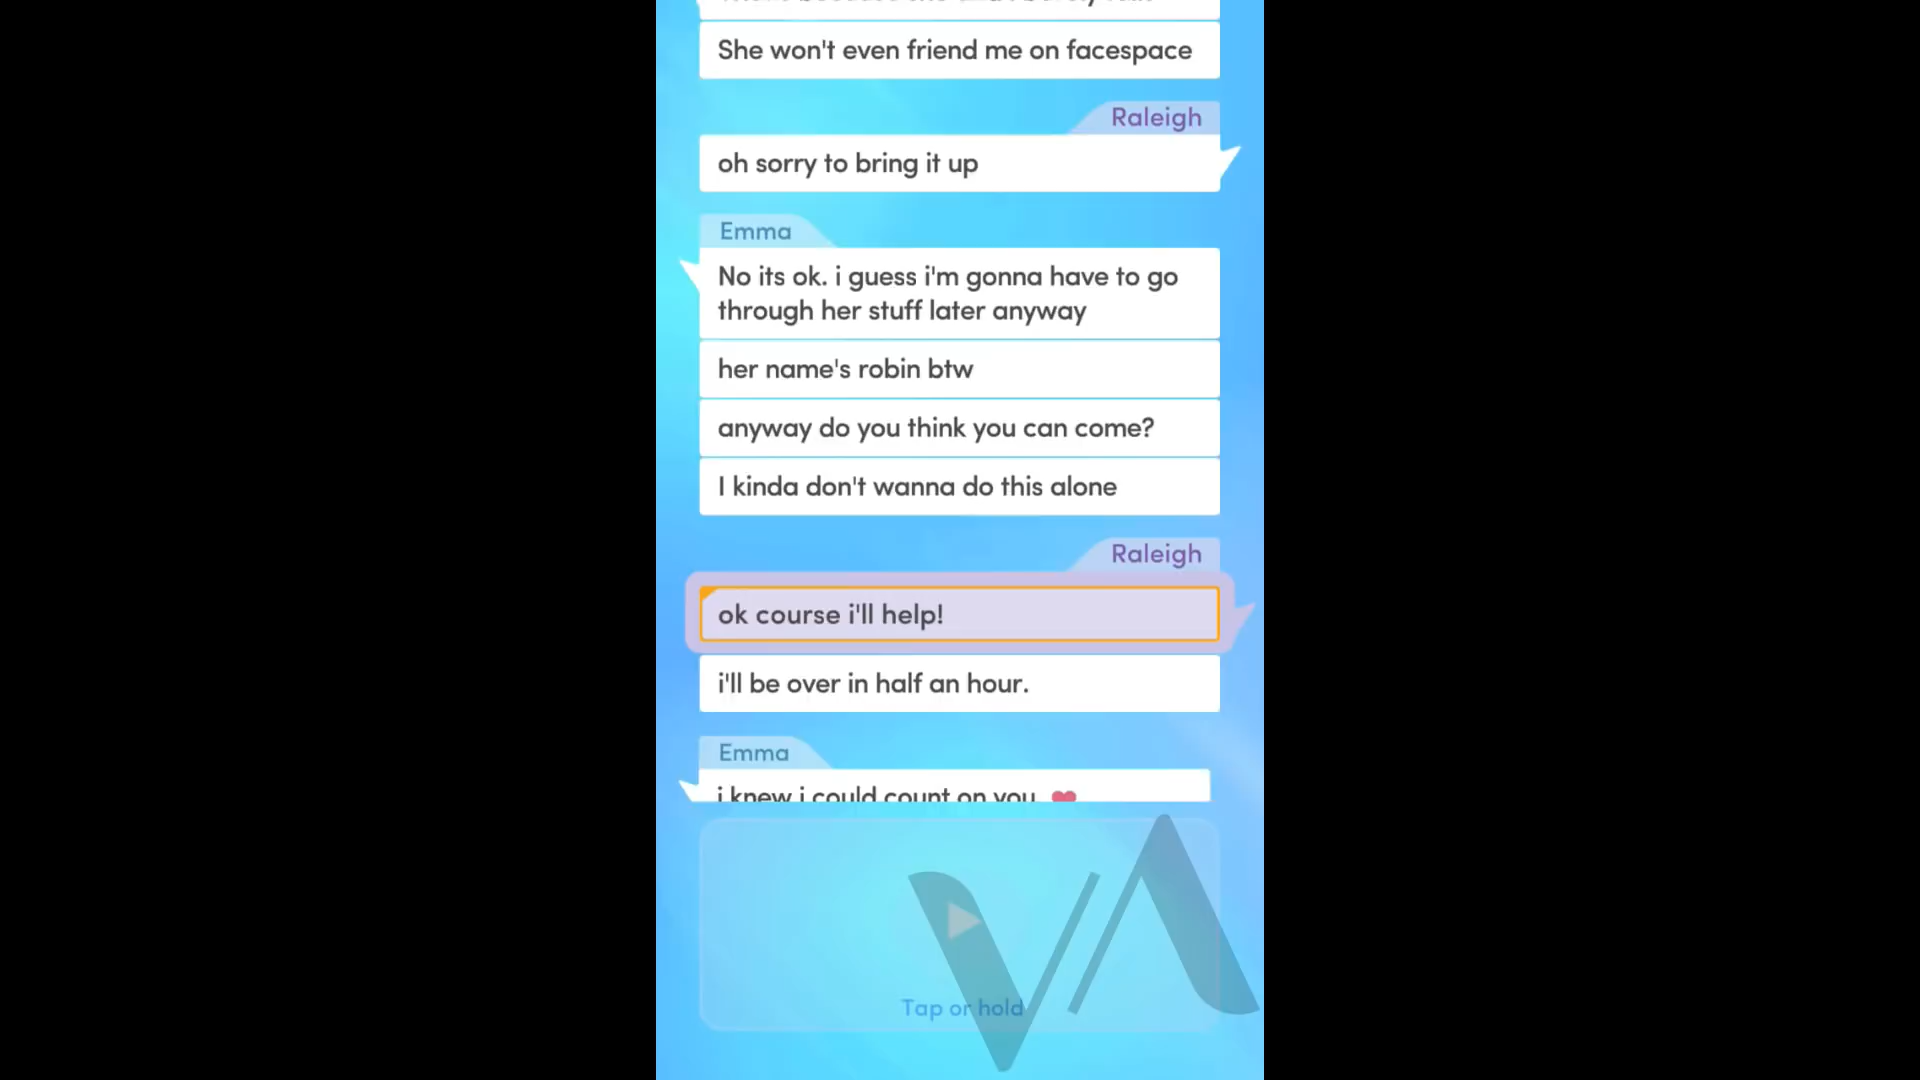 She won't even friend me on facespace
Raleigh
oh sorry to bring it up
Emma
No its ok. i guess i'm gonna have to go
through her stuff later anyway
her name's robin btw
anyway do you think you can come?
I kinda don't wanna do this alone
Raleigh
ok course i'll help!
i'll be over in half an hour.
Emma
i knew i could count on you
Tap or hold